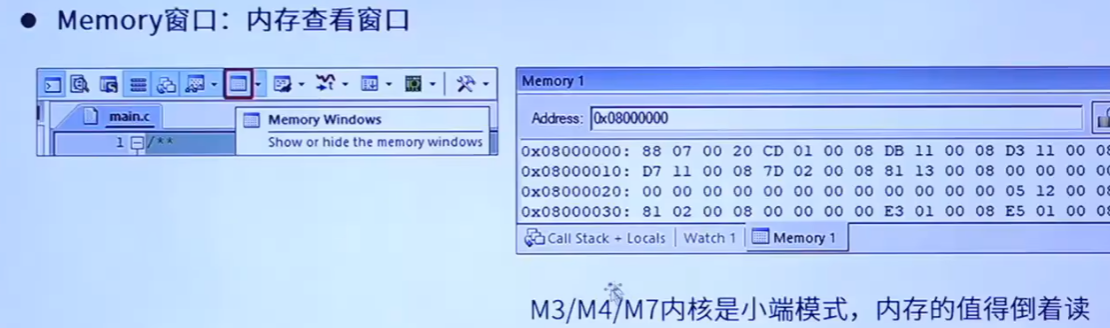 ● Memory窗口：内存查看窗口
main.c
1 /**
Memory Windows
Show or hide the memory windows
Memory 1
Address: 0x08000000
0x08000000: 88 07 00 20 CD 01 00 08 DB 11 00 08 D3 11 00 08
0x08000010: D7 11 00 08 7D 02 00 08 81 13 00 08 00 00 00 00
0x08000020: 00 00 00 00 00 00 00 00 00 00 00 00 05 12 00 08
0x08000030: 81 02 00 08 00 00 00 00 E3 01 00 08 E5 01 00 08
Call Stack + Locals Watch 1 Memory 1
M3/M4/M7内核是小端模式，内存的值得倒着读